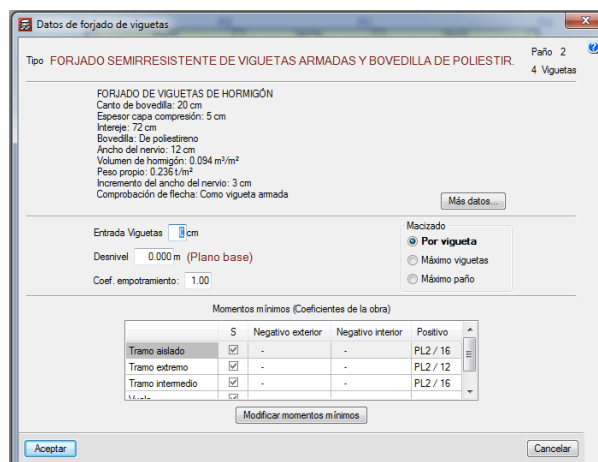 Datos de forjado de viguetas
Tipo FORJADO SEMIRRESISTENTE DE VIGUETAS ARMADAS Y BOVEDILLA DE POLIESTIR.
Paño 2
4 Viguetas
FORJADO DE VIGUETAS DE HORMIGÓN
Canto de bovedilla: 20 cm
Espesor capa compresión: 5 cm
Intereje: 72 cm
Bovedilla: De poliestireno
Ancho del nervio: 12 cm
Volumen de hormigón: 0.094 m³/m²
Peso propio: 0.236 t/m²
Incremento del ancho del nervio: 3 cm
Comprobación de flecha: Como vigueta armada
Más datos...
Entrada Viguetas cm
Desnivel 0.000 m (Plano base)
Coef. empotramiento: 1.00
Macizado
Por vigueta
Máximo viguetas
Máximo paño
Momentos mínimos (Coeficientes de la obra)
S Negativo exterior Negativo interior Positivo
Tramo aislado - - PL2 / 16
Tramo extremo - - PL2 / 12
Tramo intermedio - - PL2 / 16
Modificar momentos mínimos
Aceptar Cancelar